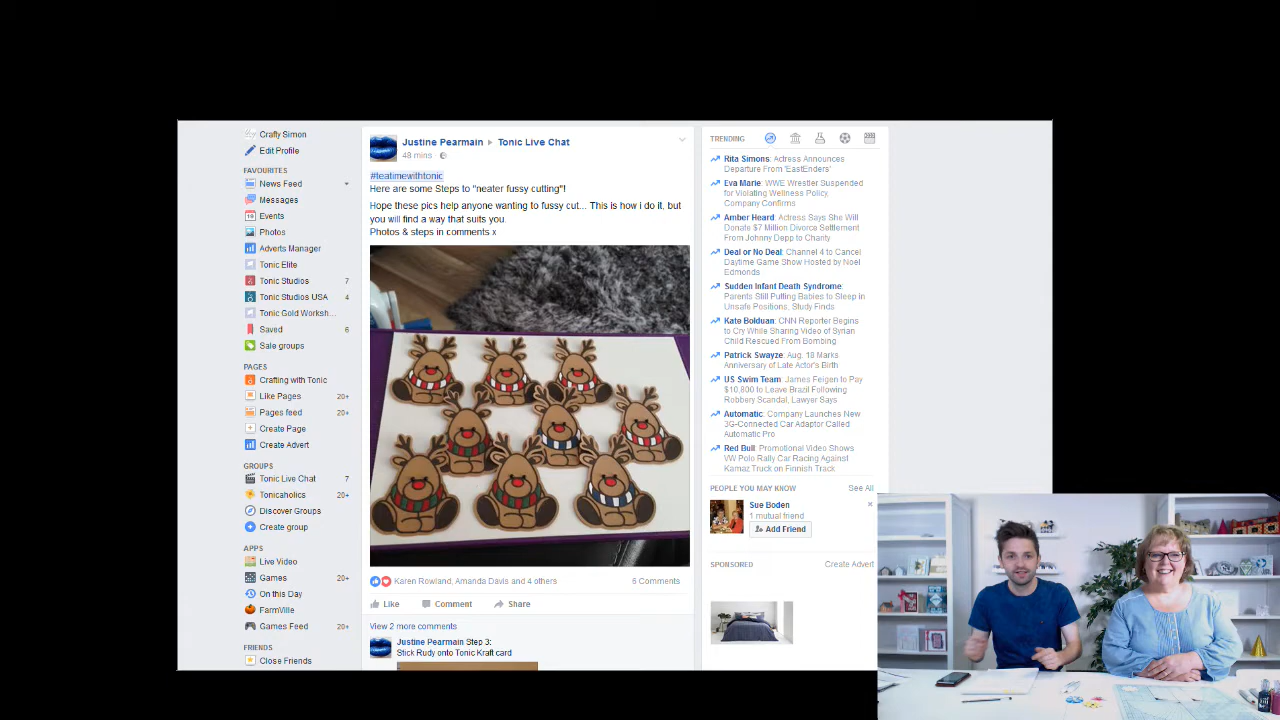 Crafty Simon
Edit Profile
FAVOURITES
News Feed
Messages
Events
Photos
Adverts Manager
Tonic Elite
Tonic Studios 7
Tonic Studios USA 4
Tonic Gold Worksh...
Saved 6
Sale groups
PAGES
Crafting with Tonic
Like Pages 20+
Pages feed 20+
Create Page
Create Advert
GROUPS
Tonic Live Chat 7
Tonicaholics 20+
Discover Groups
Create group
APPS
Live Video
Games 20+
On this Day
FarmVille
Games Feed 20+
FRIENDS
Close Friends
Justine Pearmain ▸ Tonic Live Chat
48 mins
#teatimewithtonic
Here are some Steps to "neater fussy cutting"!
Hope these pics help anyone wanting to fussy cut... This is how i do it, but
you will find a way that suits you.
Photos & steps in comments x
Karen Rowland, Amanda Davis and 4 others 6 Comments
Like Comment Share
View 2 more comments
Justine Pearmain Step 3:
Stick Rudy onto Tonic Kraft card
TRENDING
Rita Simons: Actress Announces
Departure From 'EastEnders'
Eva Marie: WWE Wrestler Suspended
for Violating Wellness Policy,
Company Confirms
Amber Heard: Actress Says She Will
Donate $7 Million Divorce Settlement
From Johnny Depp to Charity
Deal or No Deal: Channel 4 to Cancel
Daytime Game Show Hosted by Noel
Edmonds
Sudden Infant Death Syndrome:
Parents Still Putting Babies to Sleep in
Unsafe Positions, Study Finds
Kate Bolduan: CNN Reporter Begins
to Cry While Sharing Video of Syrian
Child Rescued From Bombing
Patrick Swayze: Aug. 18 Marks
Anniversary of Late Actor's Birth
US Swim Team: James Feigen to Pay
$10,800 to Leave Brazil Following
Robbery Scandal, Lawyer Says
Automatic: Company Launches New
3G-Connected Car Adaptor Called
Automatic Pro
Red Bull: Promotional Video Shows
VW Polo Rally Car Racing Against
Kamaz Truck on Finnish Track
PEOPLE YOU MAY KNOW See All
Sue Boden
1 mutual friend
Add Friend
SPONSORED Create Advert